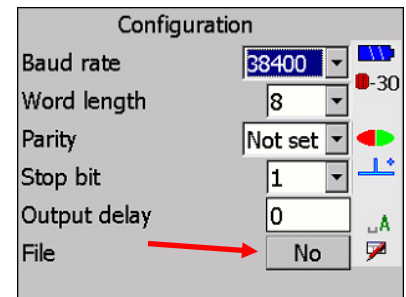 Configuration
Baud rate 38400
-30
Word length 8
Parity Not set
Stop bit 1
Output delay 0
A
File No